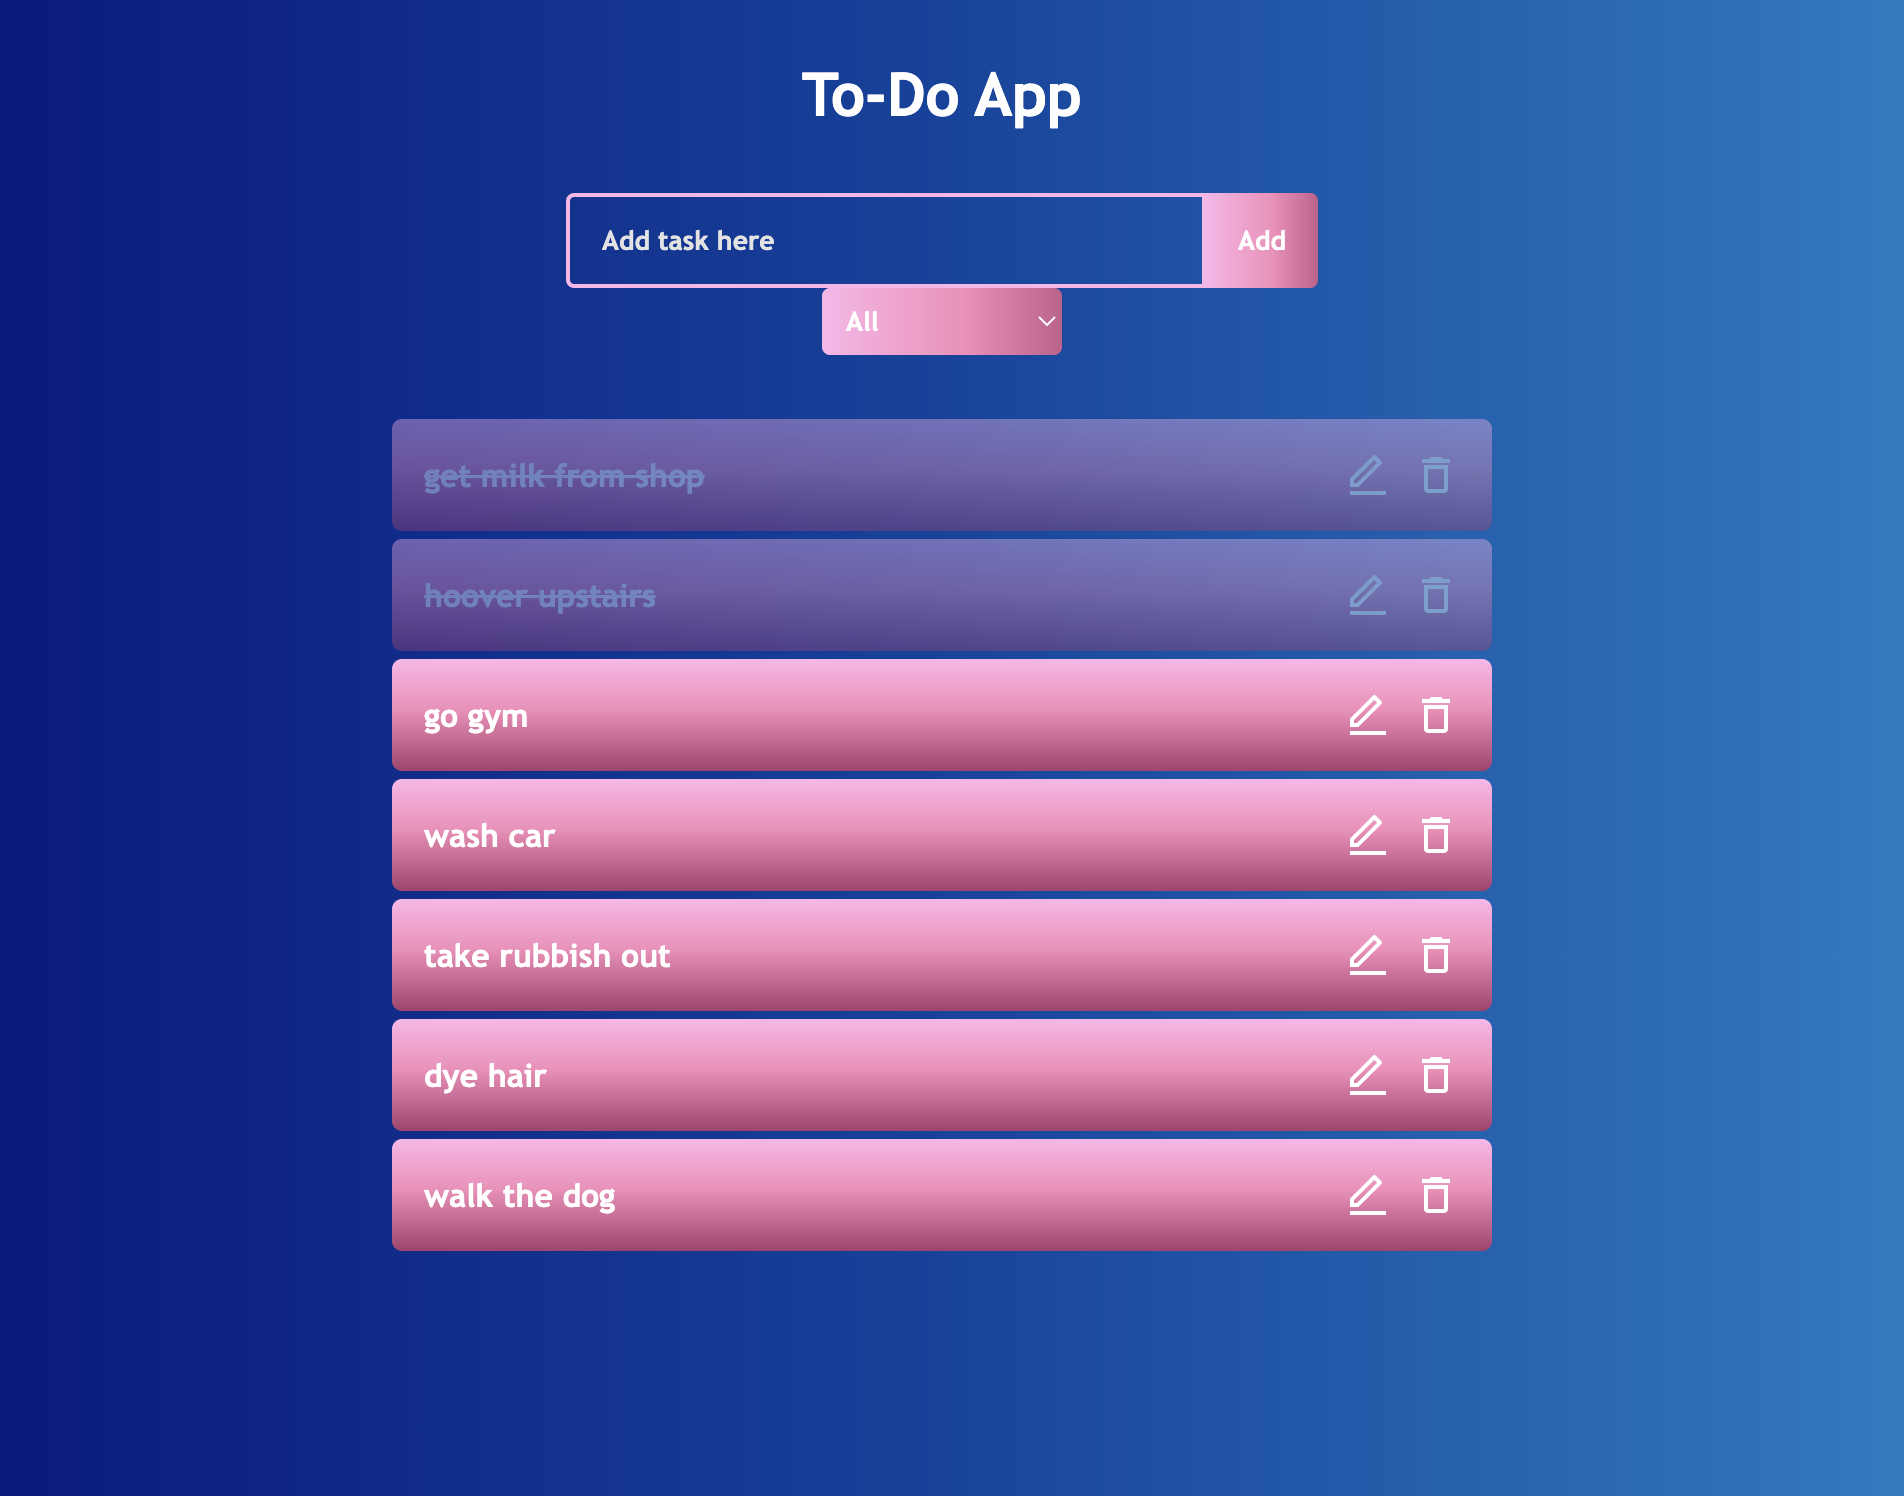 To-Do App
Add task here
Add
All
get milk from shop
hoover upstairs
go gym
wash car
take rubbish out
dye hair
walk the dog